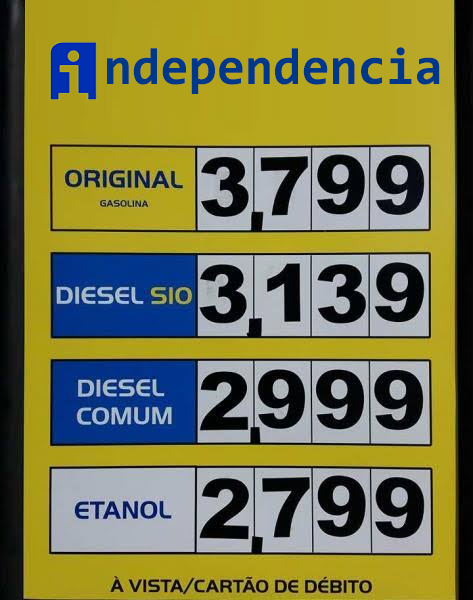 independencia
ORIGINAL 3,799
GASOLINA
DIESEL S10 3,139
DIESEL
COMUM 2,999
ETANOL 2,799
À VISTA/CARTÃO DE DÉBITO